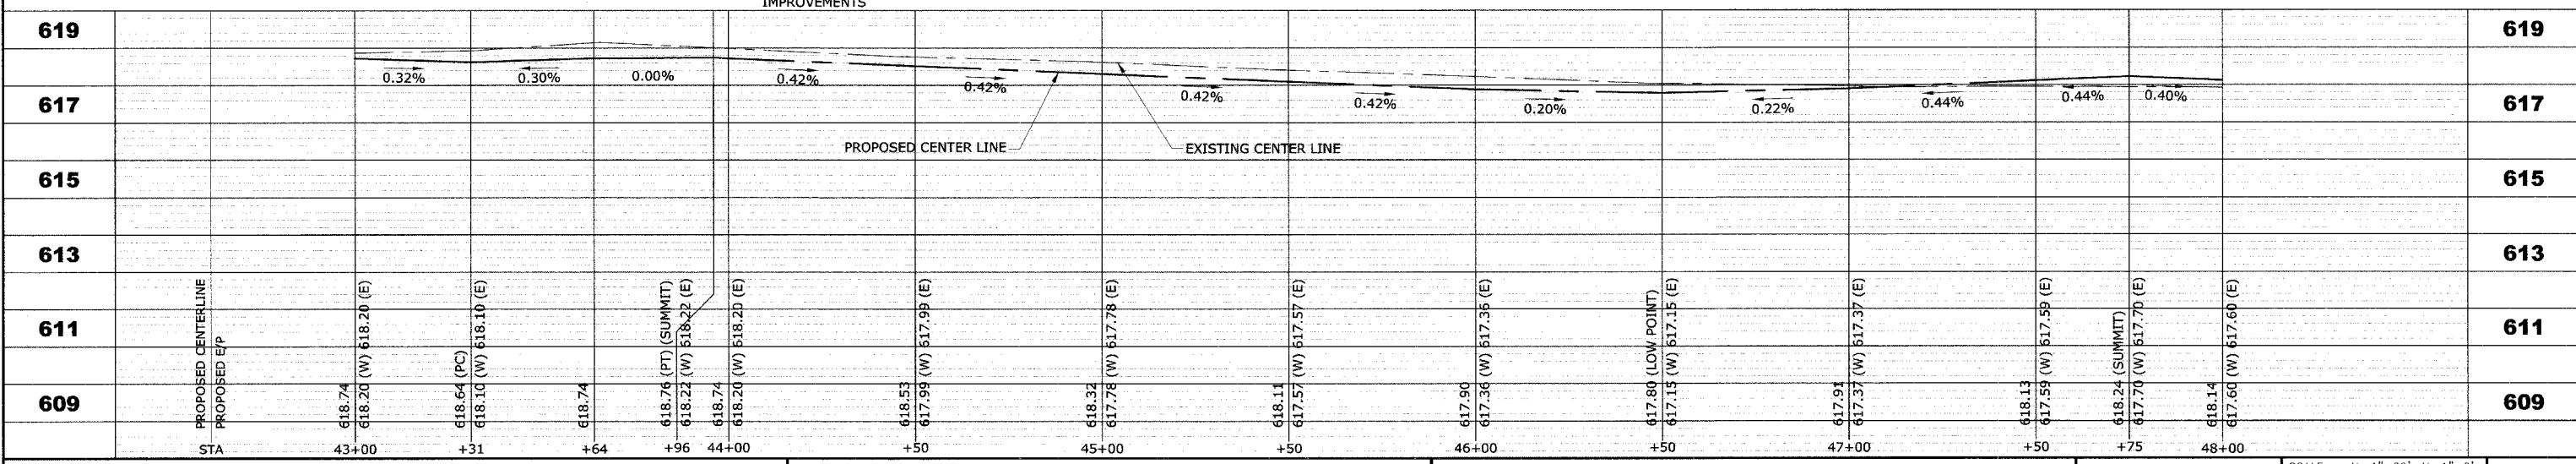 IMPROVEMENTS
619 619
0.32% 0.30% 0.00% 0.42% 0.42% 0.42% 0.42% 0.20% 0.22% 0.44% 0.44% 0.40%
617 617
PROPOSED CENTER LINE EXISTING CENTER LINE
615 615
613 613
611 611
609 609
PROPOSED CENTERLINE
PROPOSED E/P
618.74
618.20 (W) 618.20 (E)
618.64 (PC)
618.10 (W) 618.10 (E)
618.74
618.76 (PT) (SUMMIT)
618.22 (W) 618.22 (E)
618.74
618.20 (W) 618.20 (E)
618.53
617.99 (W) 617.99 (E)
618.32
617.78 (W) 617.78 (E)
618.11
617.57 (W) 617.57 (E)
617.90
617.36 (W) 617.36 (E)
617.80 (LOW POINT)
617.15 (W) 617.15 (E)
617.91
617.37 (W) 617.37 (E)
618.13
617.59 (W) 617.59 (E)
618.24 (SUMMIT)
617.70 (W) 617.70 (E)
618.14
617.60 (W) 617.60 (E)
STA 43+00 +31 +64 +96 44+00 +50 45+00 +50 46+00 +50 47+00 +50 +75 48+00